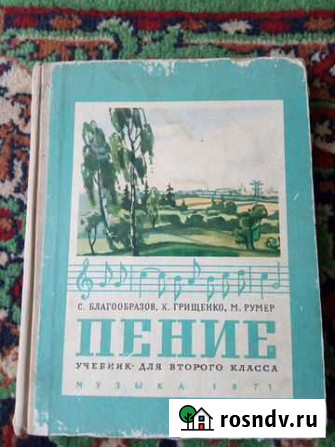 С. БЛАГООБРАЗОВ, К. ГРИЩЕНКО, М. РУМЕР
ПЕНИЕ
УЧЕБНИК · ДЛЯ ВТОРОГО КЛАССА
МУЗЫКА 1971
rosndv.ru